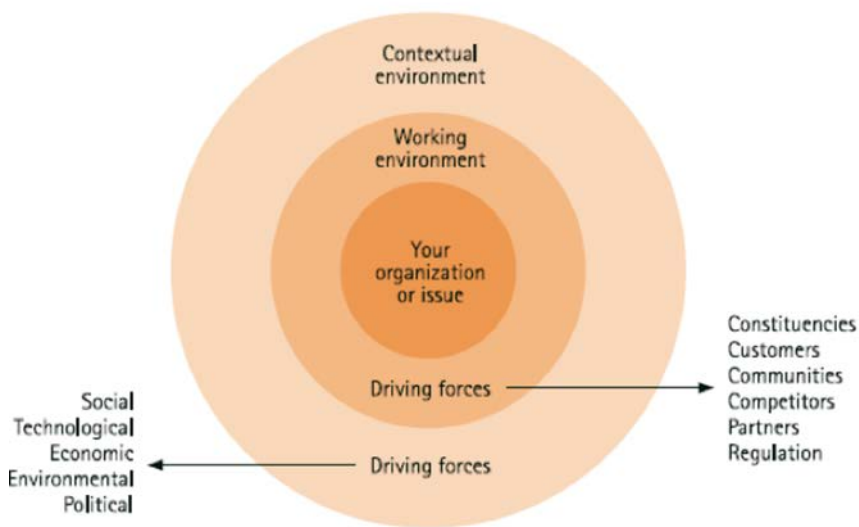 Contextual
environment
Working
environment
Your
organization
or issue
Driving forces
Constituencies
Customers
Communities
Competitors
Partners
Regulation
Driving forces
Social
Technological
Economic
Environmental
Political